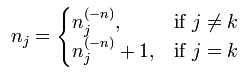 n_j = \begin{cases} n_j^{(-n)}, & \text{if } j \neq k \\ n_j^{(-n)} + 1, & \text{if } j = k \end{cases}